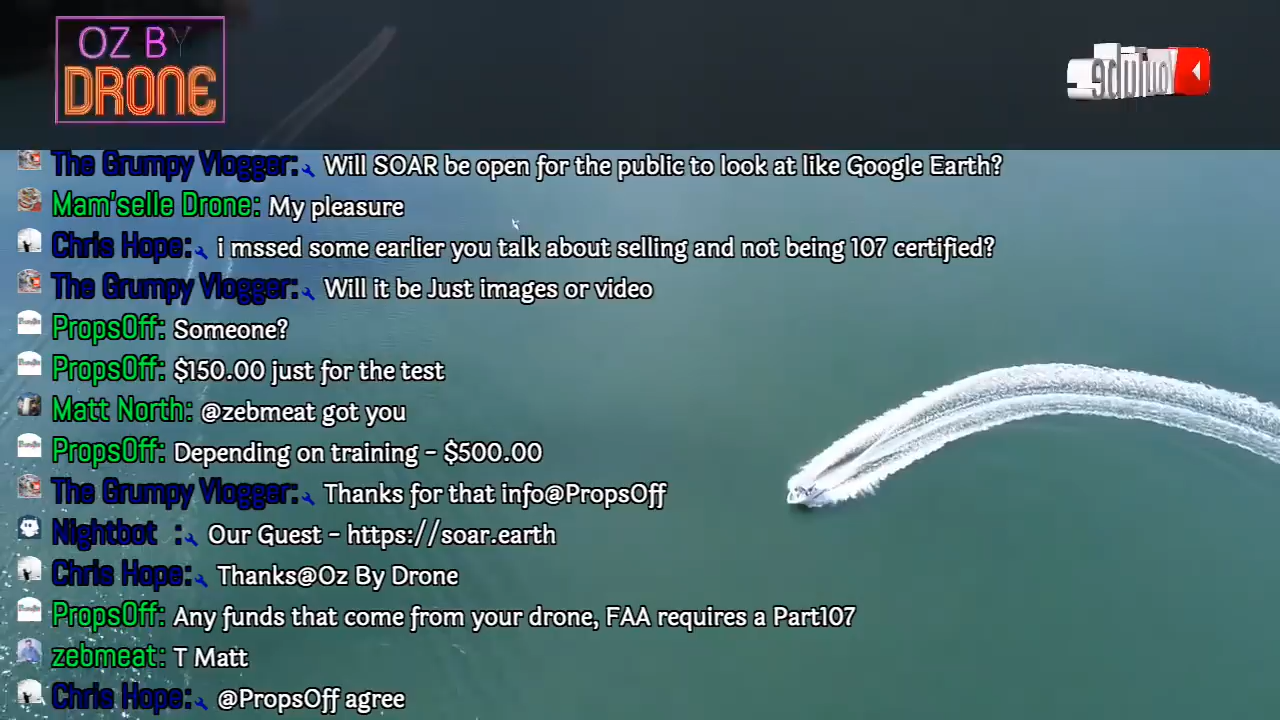 OZ BY
DRONE
YouTube
The Grumpy Vlogger: Will SOAR be open for the public to look at like Google Earth?
Mam'selle Drone: My pleasure
Chris Hope: i mssed some earlier you talk about selling and not being 107 certified?
The Grumpy Vlogger: Will it be Just images or video
PropsOff: Someone?
PropsOff: $150.00 just for the test
Matt North: @zebmeat got you
PropsOff: Depending on training - $500.00
The Grumpy Vlogger: Thanks for that info@PropsOff
Nightbot : Our Guest - https://soar.earth
Chris Hope: Thanks@Oz By Drone
PropsOff: Any funds that come from your drone, FAA requires a Part107
zebmeat: T Matt
Chris Hope: @PropsOff agree